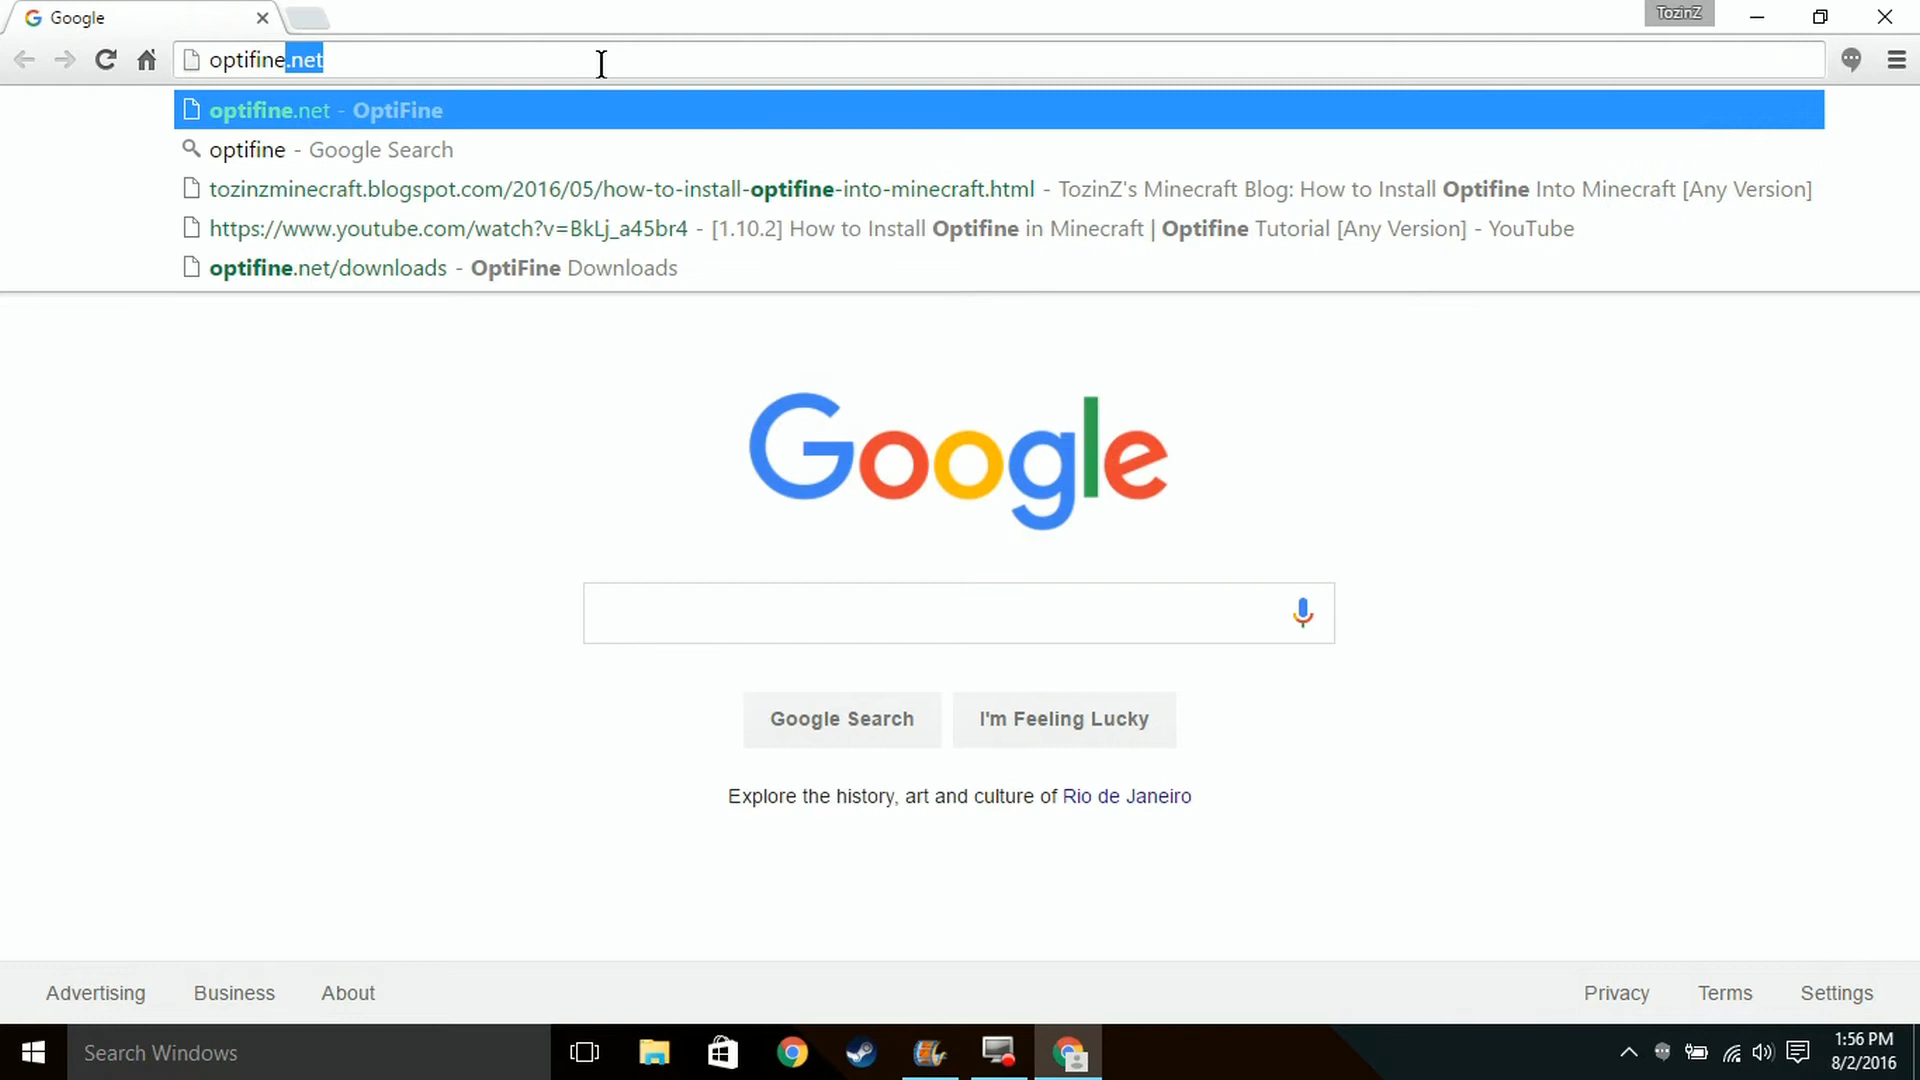 Google
TozinZ
optifine.net
optifine.net - OptiFine
optifine - Google Search
tozinzminecraft.blogspot.com/2016/05/how-to-install-optifine-into-minecraft.html - TozinZ's Minecraft Blog: How to Install Optifine Into Minecraft [Any Version]
https://www.youtube.com/watch?v=BkLj_a45br4 - [1.10.2] How to Install Optifine in Minecraft | Optifine Tutorial [Any Version] - YouTube
optifine.net/downloads - OptiFine Downloads
Google
Google Search I'm Feeling Lucky
Explore the history, art and culture of Rio de Janeiro
Advertising Business About Privacy Terms Settings
Search Windows
1:56 PM
8/2/2016